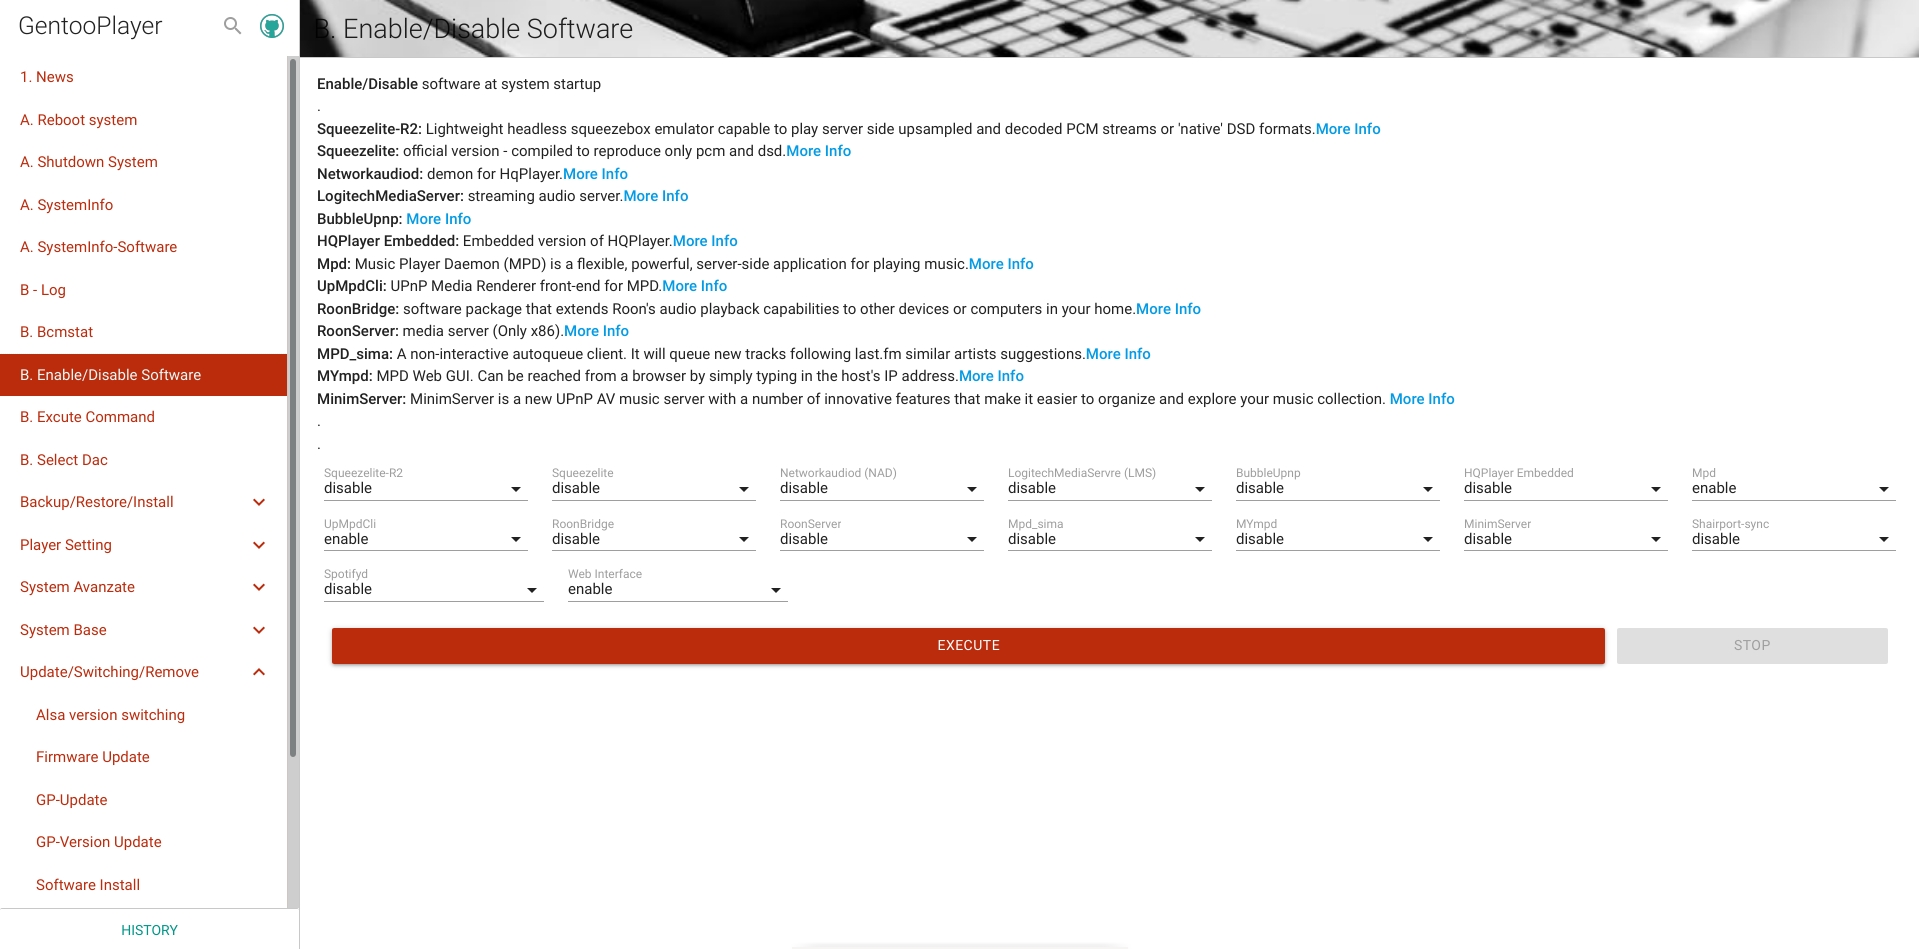 GentooPlayer
B. Enable/Disable Software
1. News
A. Reboot system
A. Shutdown System
A. SystemInfo
A. SystemInfo-Software
B - Log
B. Bcmstat
B. Enable/Disable Software
B. Excute Command
B. Select Dac
Backup/Restore/Install
Player Setting
System Avanzate
System Base
Update/Switching/Remove
Alsa version switching
Firmware Update
GP-Update
GP-Version Update
Software Install
HISTORY
Enable/Disable software at system startup
.
Squeezelite-R2: Lightweight headless squeezebox emulator capable to play server side upsampled and decoded PCM streams or 'native' DSD formats.More Info
Squeezelite: official version - compiled to reproduce only pcm and dsd.More Info
Networkaudiod: demon for HqPlayer.More Info
LogitechMediaServer: streaming audio server.More Info
BubbleUpnp: More Info
HQPlayer Embedded: Embedded version of HQPlayer.More Info
Mpd: Music Player Daemon (MPD) is a flexible, powerful, server-side application for playing music.More Info
UpMpdCli: UPnP Media Renderer front-end for MPD.More Info
RoonBridge: software package that extends Roon's audio playback capabilities to other devices or computers in your home.More Info
RoonServer: media server (Only x86).More Info
MPD_sima: A non-interactive autoqueue client. It will queue new tracks following last.fm similar artists suggestions.More Info
MYmpd: MPD Web GUI. Can be reached from a browser by simply typing in the host's IP address.More Info
MinimServer: MinimServer is a new UPnP AV music server with a number of innovative features that make it easier to organize and explore your music collection. More Info
.
.
Squeezelite-R2 Squeezelite Networkaudiod (NAD) LogitechMediaServre (LMS) BubbleUpnp HQPlayer Embedded Mpd
disable disable disable disable disable disable enable
UpMpdCli RoonBridge RoonServer Mpd_sima MYmpd MinimServer Shairport-sync
enable disable disable disable disable disable disable
Spotifyd Web Interface
disable enable
EXECUTE STOP